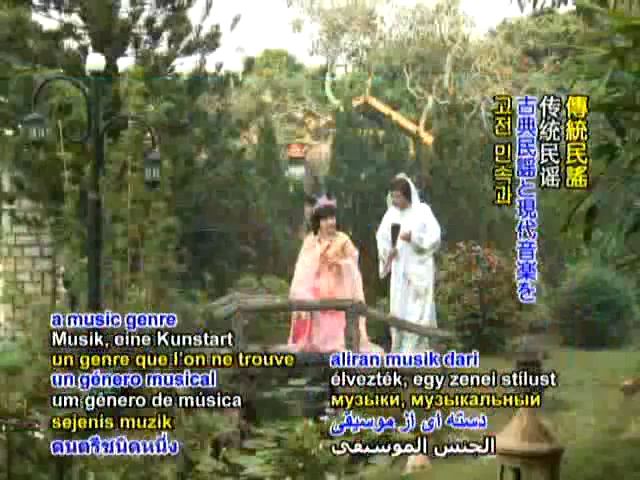 傳統民謠
传统民谣
古典民謠と現代音楽を
고전 민속과
a music genre
Musik, eine Kunstart
un genre que l'on ne trouve
un género musical
um gênero de música
sejenis muzik
ดนตรีชนิดหนึ่ง
aliran musik dari
élvezték, egy zenei stílust
музыки, музыкальный
دسته ای از موسیقی
الجنس الموسيقى